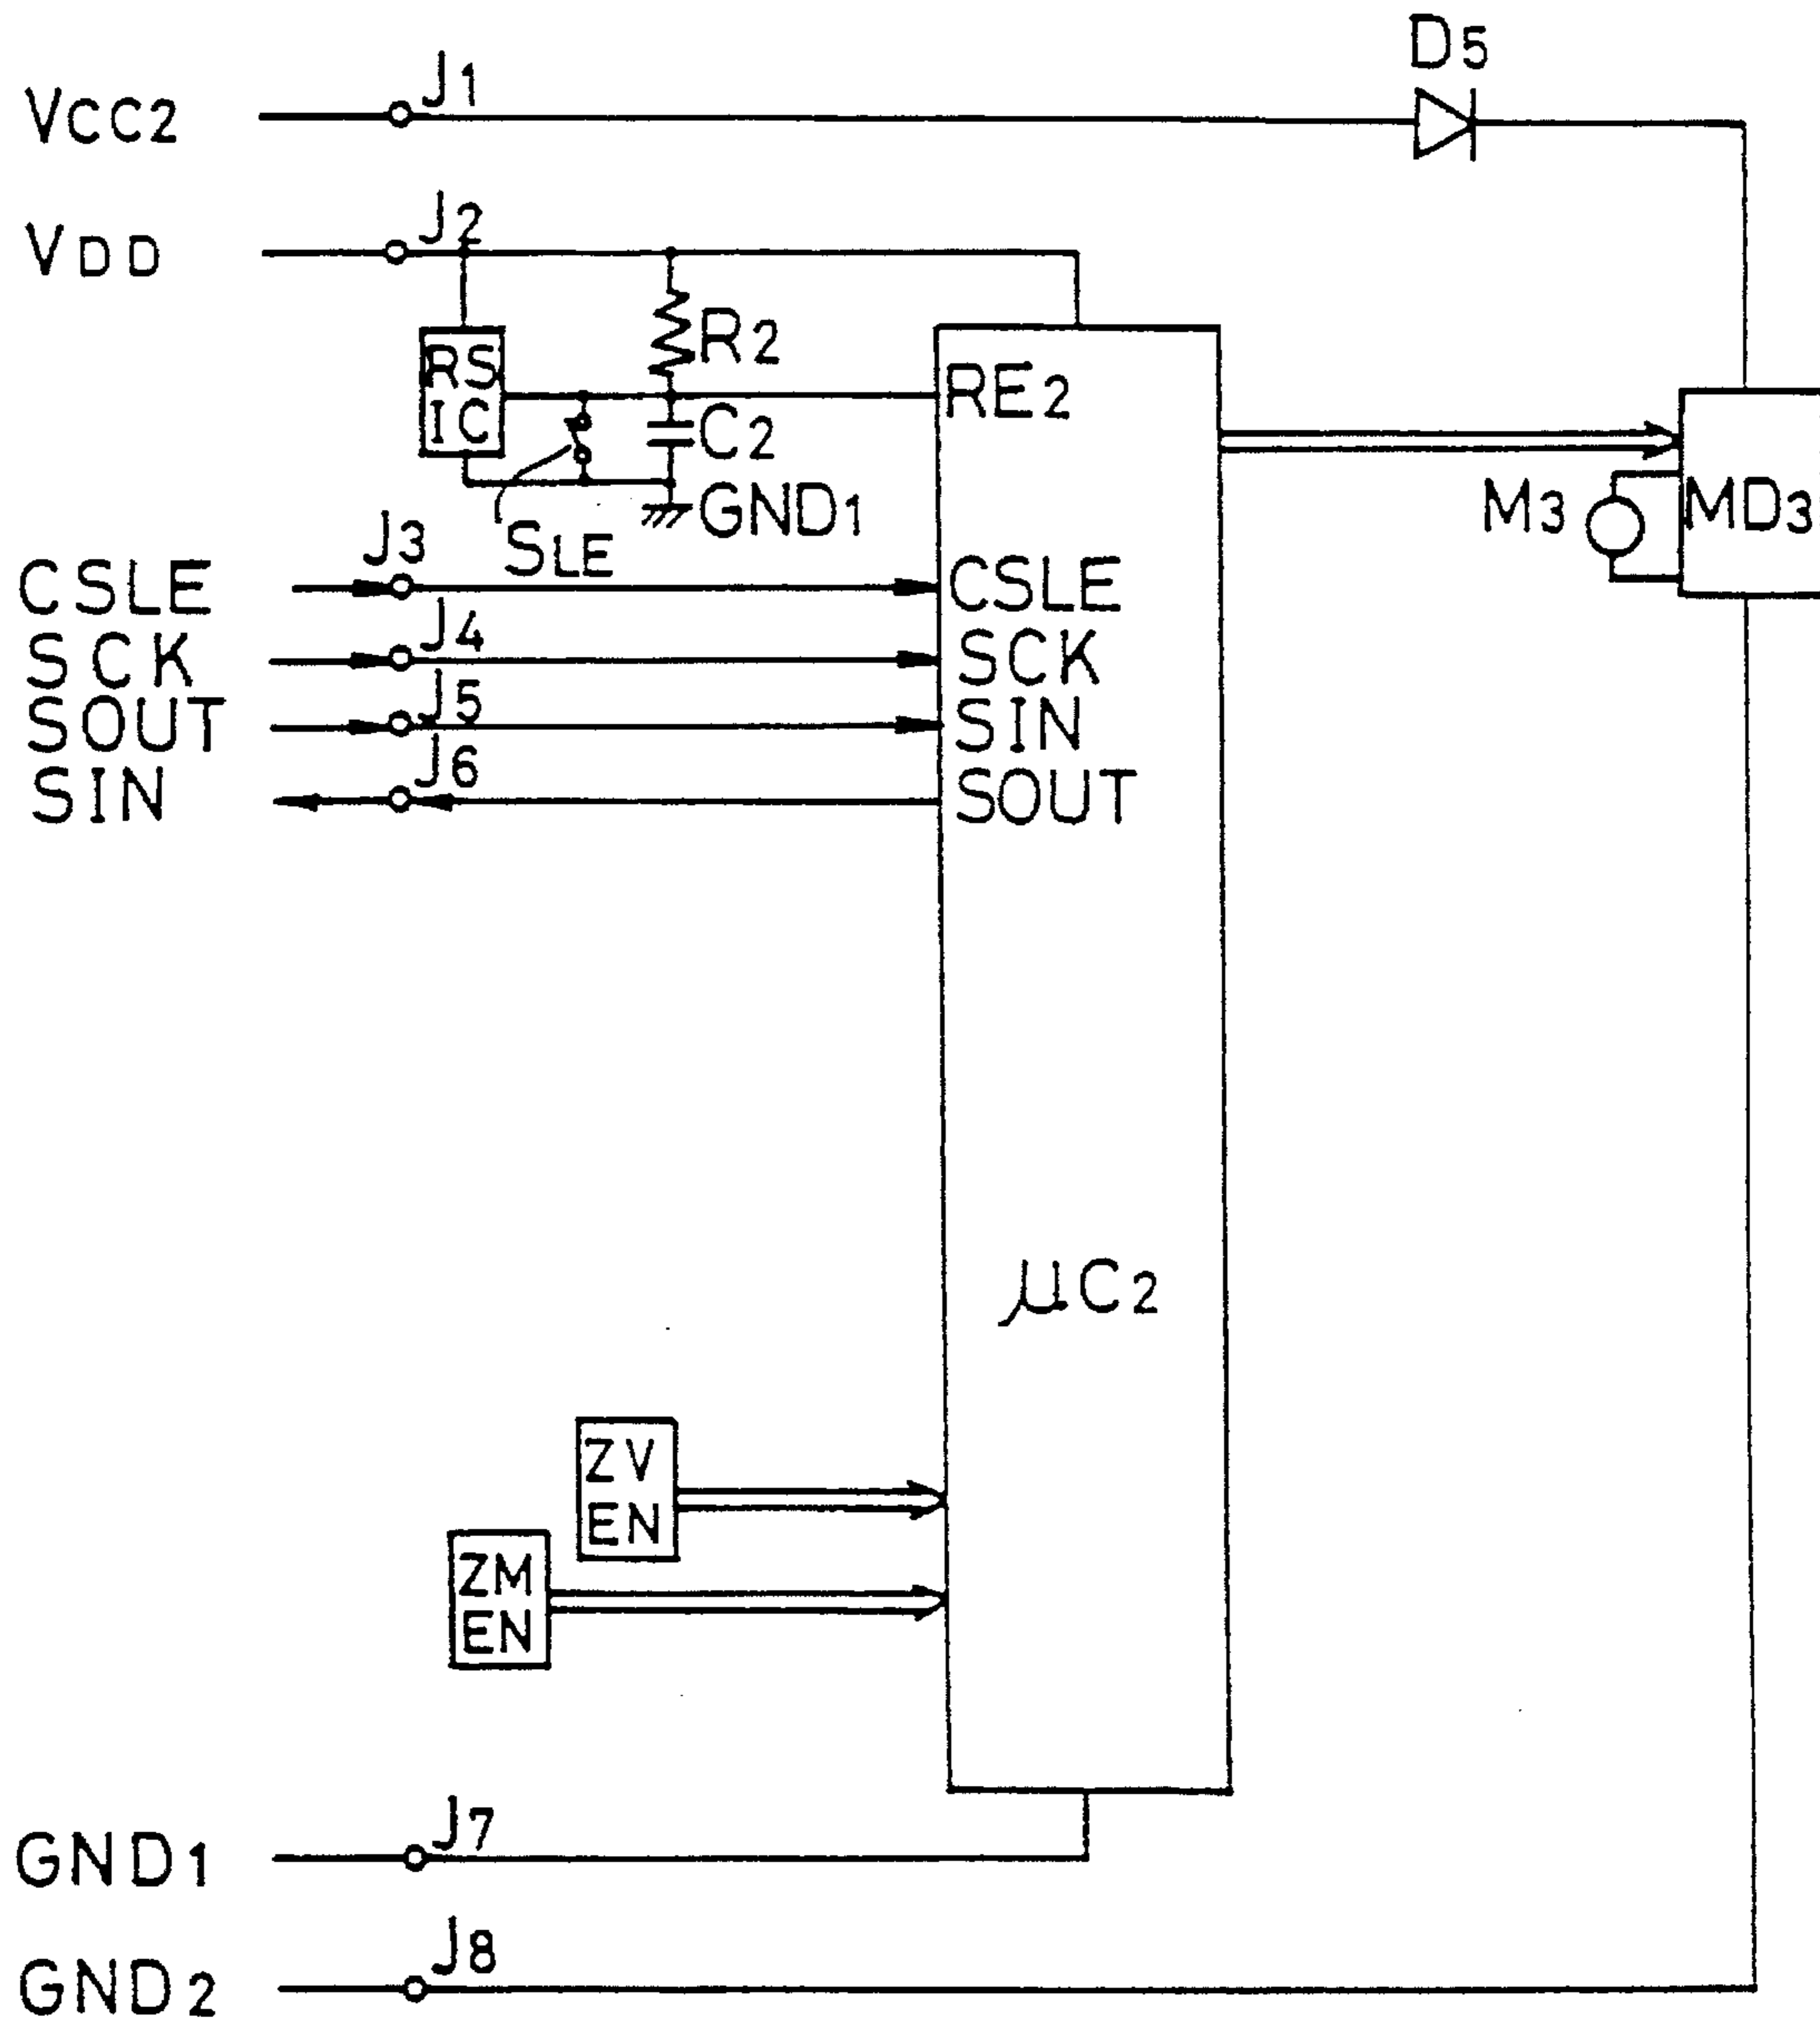 D5
VCC2
J1
VDD
J2
RS
IC
R2
RE2
C2
GND1
SLE
M3
MD3
CSLE
J3
CSLE
SCK
J4
SCK
SOUT
J5
SIN
SIN
J6
SOUT
μC2
ZV
EN
ZM
EN
GND1
J7
GND2
J8